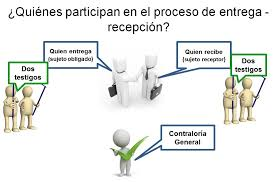 ¿Quiénes participan en el proceso de entrega -
recepción?
Quien entrega
(sujeto obligado)
Quien recibe
(sujeto receptor)
Dos
testigos
Dos
testigos
Contraloría
General